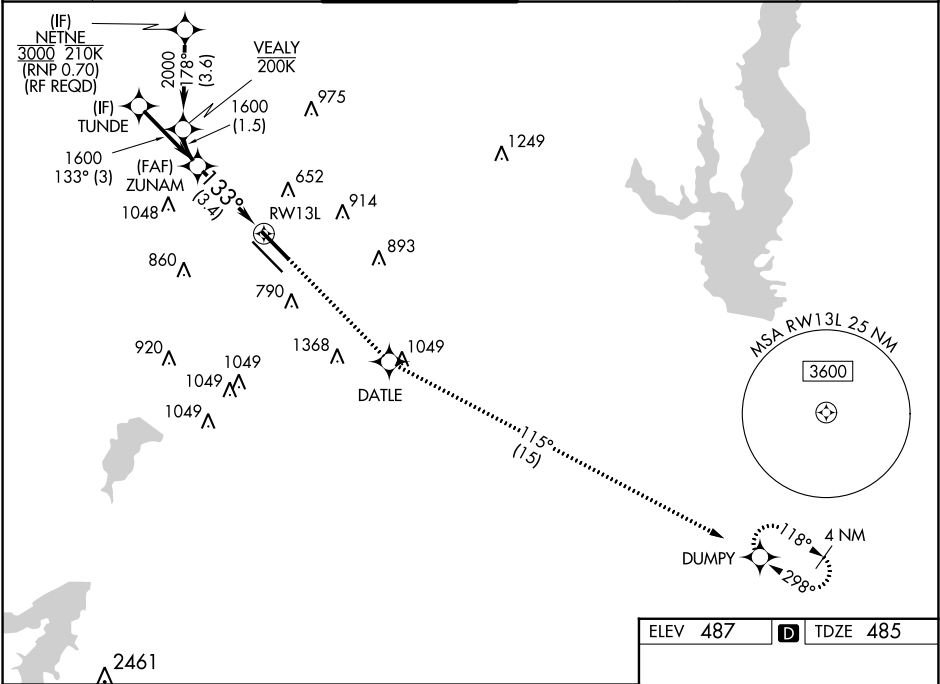 (IF)
NETNE
3000 210K
(RNP 0.70)
(RF REQD)
2000
178°
(3.6)
VEALY
200K
(IF)
TUNDE
1600
(1.5)
975
1249
1600
133° (3)
(FAF)
ZUNAM
133°
(3.4)
652
1048
914
RW13L
893
860
790
MSA RW13L 25 NM
3600
920
1049
1049
1049
1368
1049
DATLE
115°
(15)
DUMPY
118°
4 NM
298°
ELEV 487 D TDZE 485
2461